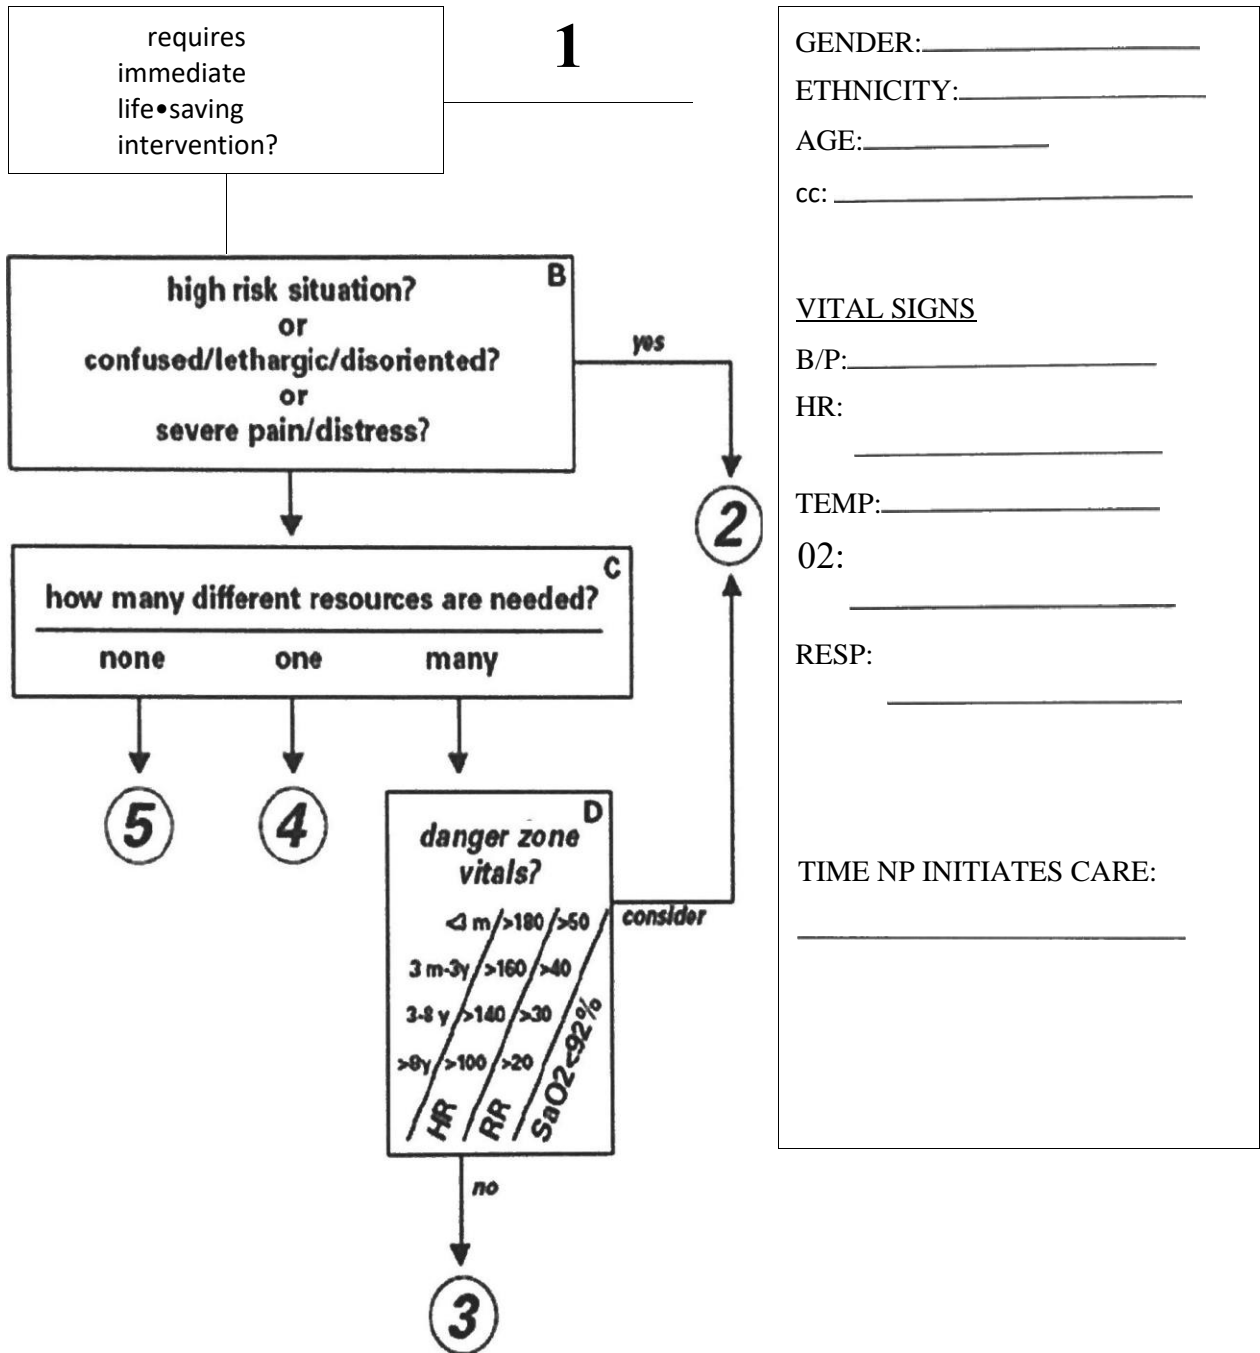 requires
immediate
life•saving
intervention?
1
B
high risk situation?
or
confused/lethargic/disoriented?
or
severe pain/distress?
yes
2
C
how many different resources are needed?
none one many
5 4
D
danger zone
vitals?
<3 m >180 >50
3 m-3y >160 >40
3-8 y >140 >30
>8y >100 >20
HR RR SaO2<92%
consider
no
3
GENDER:
ETHNICITY:
AGE:
cc:
VITAL SIGNS
B/P:
HR:
TEMP:
02:
RESP:
TIME NP INITIATES CARE: